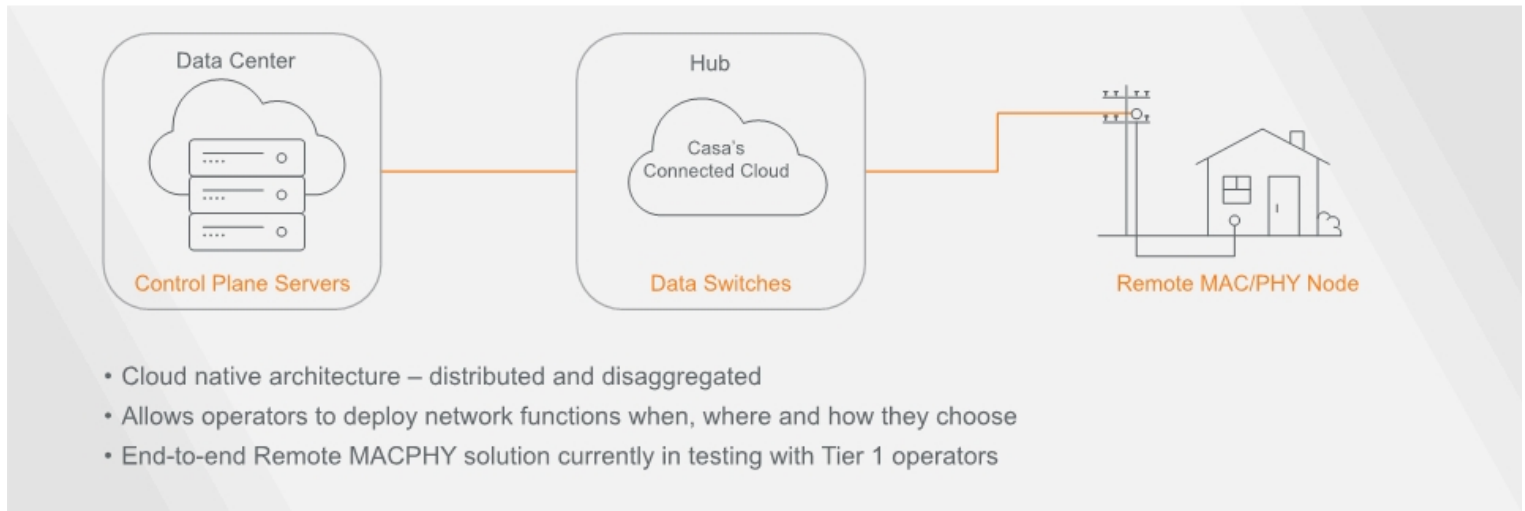 Data Center
Hub
Casa's
Connected Cloud
Control Plane Servers
Data Switches
Remote MAC/PHY Node
• Cloud native architecture – distributed and disaggregated
• Allows operators to deploy network functions when, where and how they choose
• End-to-end Remote MACPHY solution currently in testing with Tier 1 operators